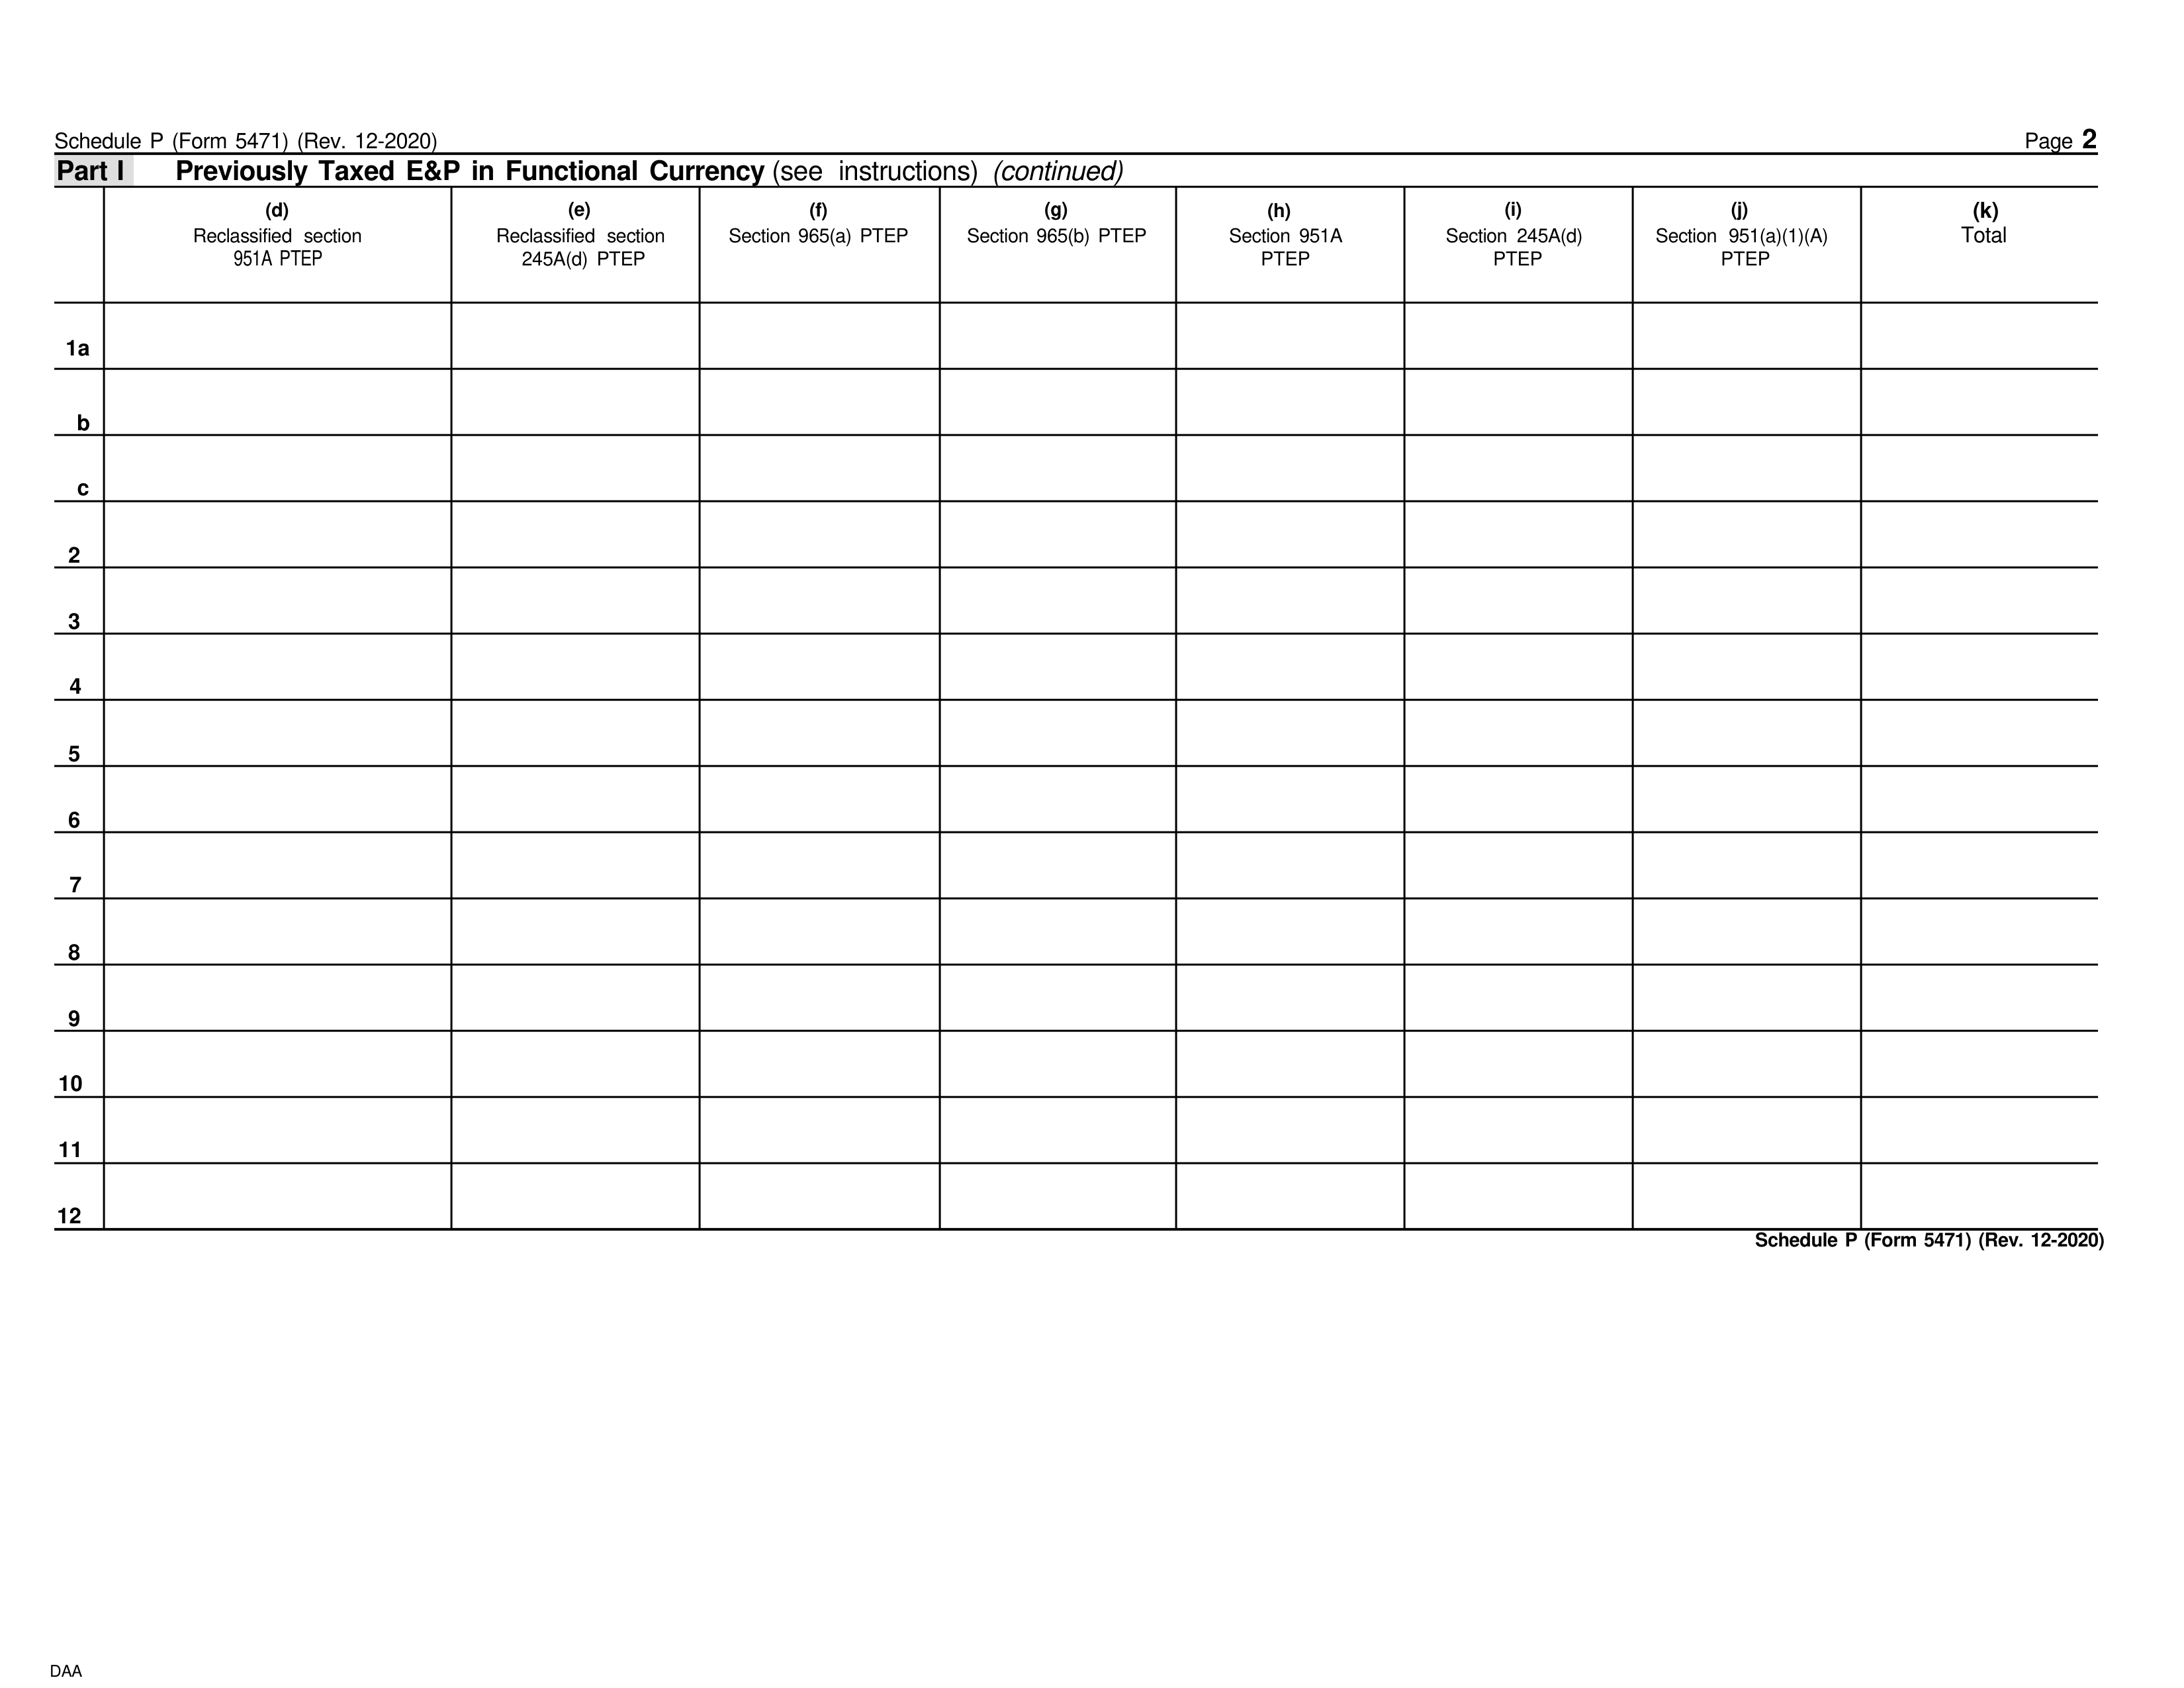 Schedule P (Form 5471) (Rev. 12-2020) Page 2
Part I Previously Taxed E&P in Functional Currency (see instructions) (continued)
(d) (e) (f) (g) (h) (i) (j) (k)
Reclassified section Reclassified section Section 965(a) PTEP Section 965(b) PTEP Section 951A Section 245A(d) Section 951(a)(1)(A) Total
951A PTEP 245A(d) PTEP PTEP PTEP PTEP
1a
b
c
2
3
4
5
6
7
8
9
10
11
12
Schedule P (Form 5471) (Rev. 12-2020)
DAA